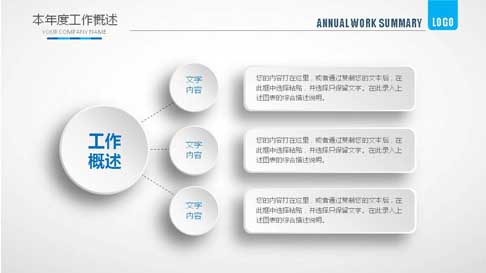 本年度工作概述
YOUR COMPANY NAME
ANNUAL WORK SUMMARY
LOGO
工作
概述
文字
内容
您的内容打在这里，或者通过复制您的文本后，在
此框中选择粘贴，并选择只保留文字。在此录入上
述图表的综合描述说明。
文字
内容
您的内容打在这里，或者通过复制您的文本后，在
此框中选择粘贴，并选择只保留文字。在此录入上
述图表的综合描述说明。
文字
内容
您的内容打在这里，或者通过复制您的文本后，在
此框中选择粘贴，并选择只保留文字。在此录入上
述图表的综合描述说明。